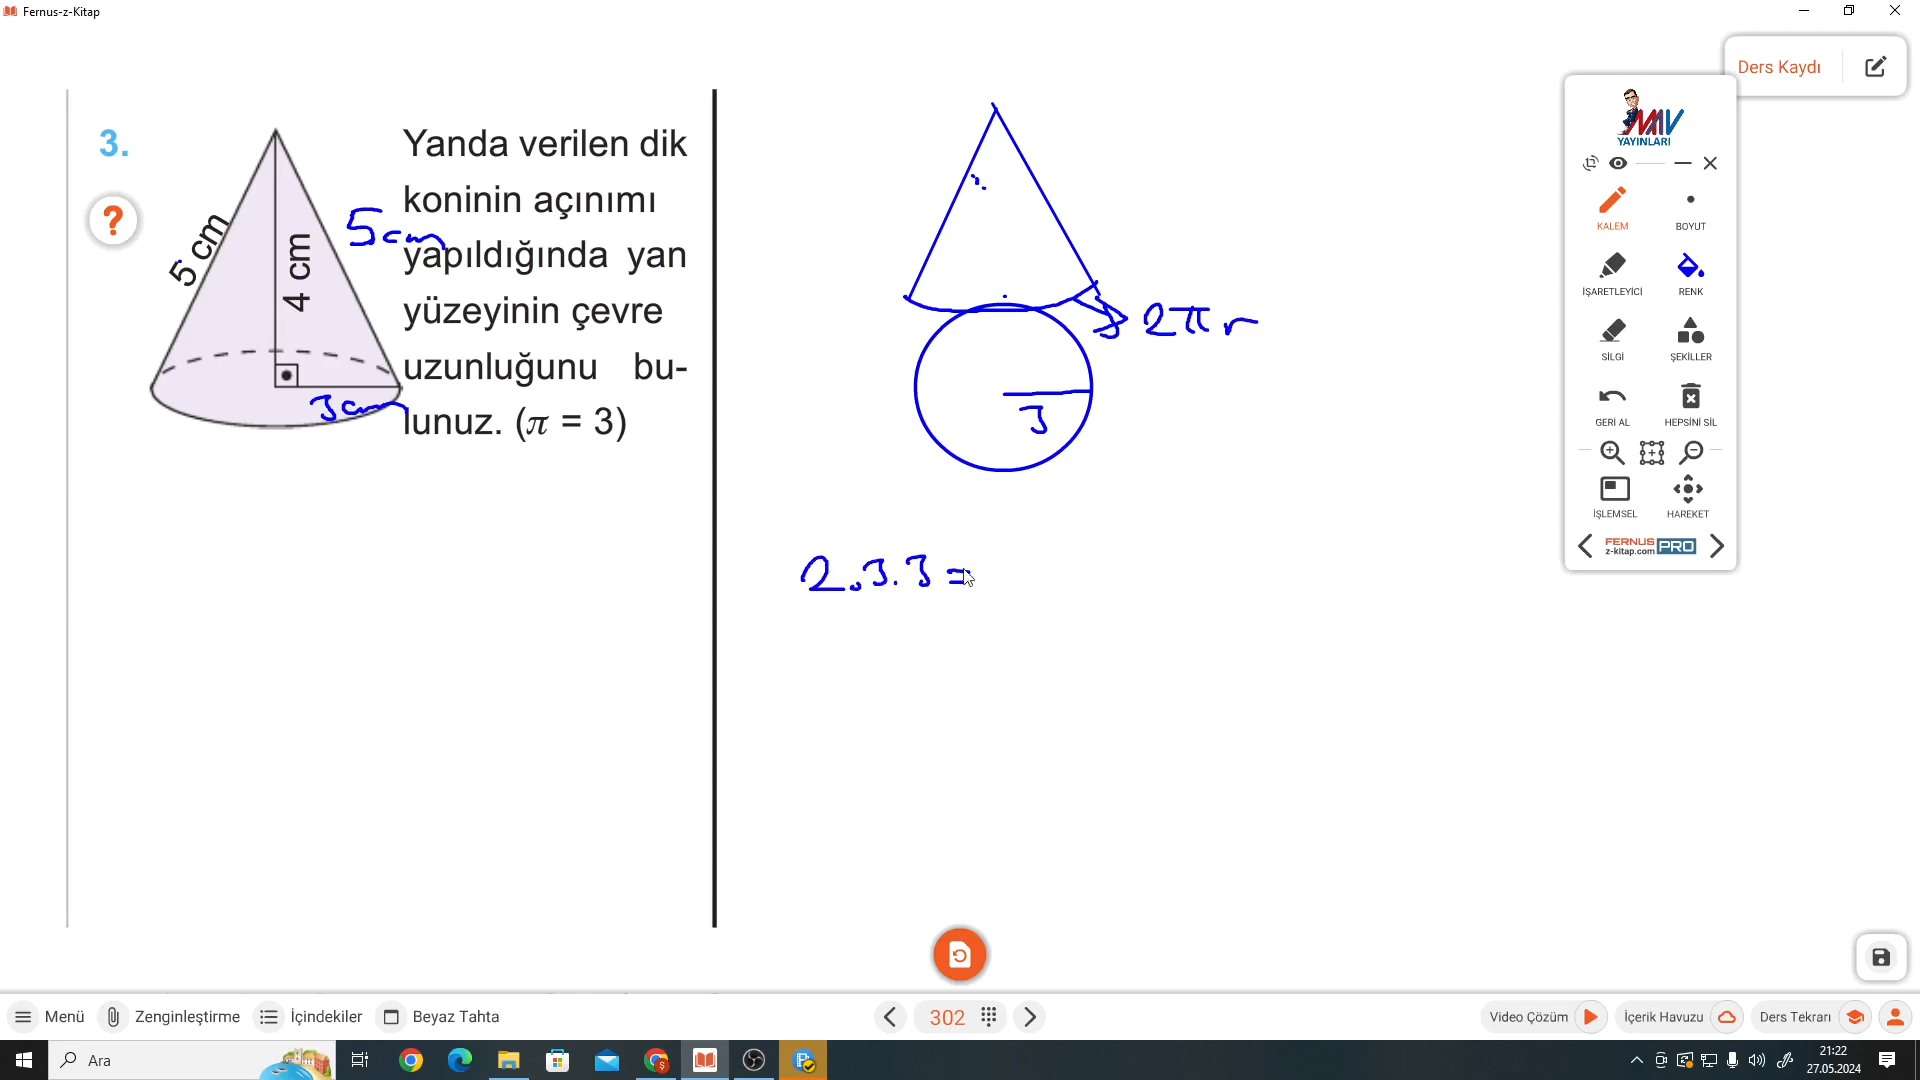 Fernus-z-Kitap
Ders Kaydı
3.
Yanda verilen dik
koninin açınımı
yapıldığında yan
yüzeyinin çevre
uzunluğunu bu-
lunuz. (π = 3)
?
5 cm
4 cm
5cm
3cm
2πr
3
2.3.3=
MAV
YAYINLARI
KALEM
BOYUT
İŞARETLEYİCİ
RENK
SİLGİ
ŞEKİLLER
GERİ AL
HEPSİNİ SİL
İŞLEMSEL
HAREKET
FERNUS
z-kitap.com PRO
Menü
Zenginleştirme
İçindekiler
Beyaz Tahta
302
Video Çözüm
İçerik Havuzu
Ders Tekrarı
Ara
21:22
27.05.2024